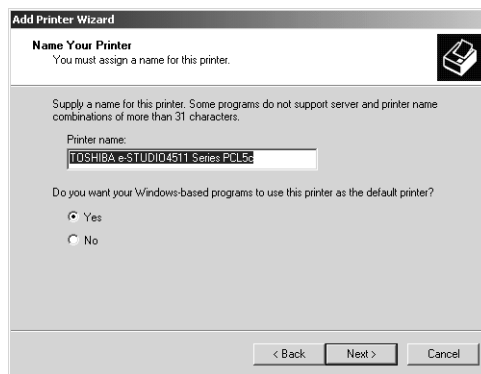 Add Printer Wizard
Name Your Printer
You must assign a name for this printer.
Supply a name for this printer. Some programs do not support server and printer name
combinations of more than 31 characters.
Printer name:
TOSHIBA e-STUDIO4511 Series PCL5c
Do you want your Windows-based programs to use this printer as the default printer?
Yes
No
< Back
Next >
Cancel